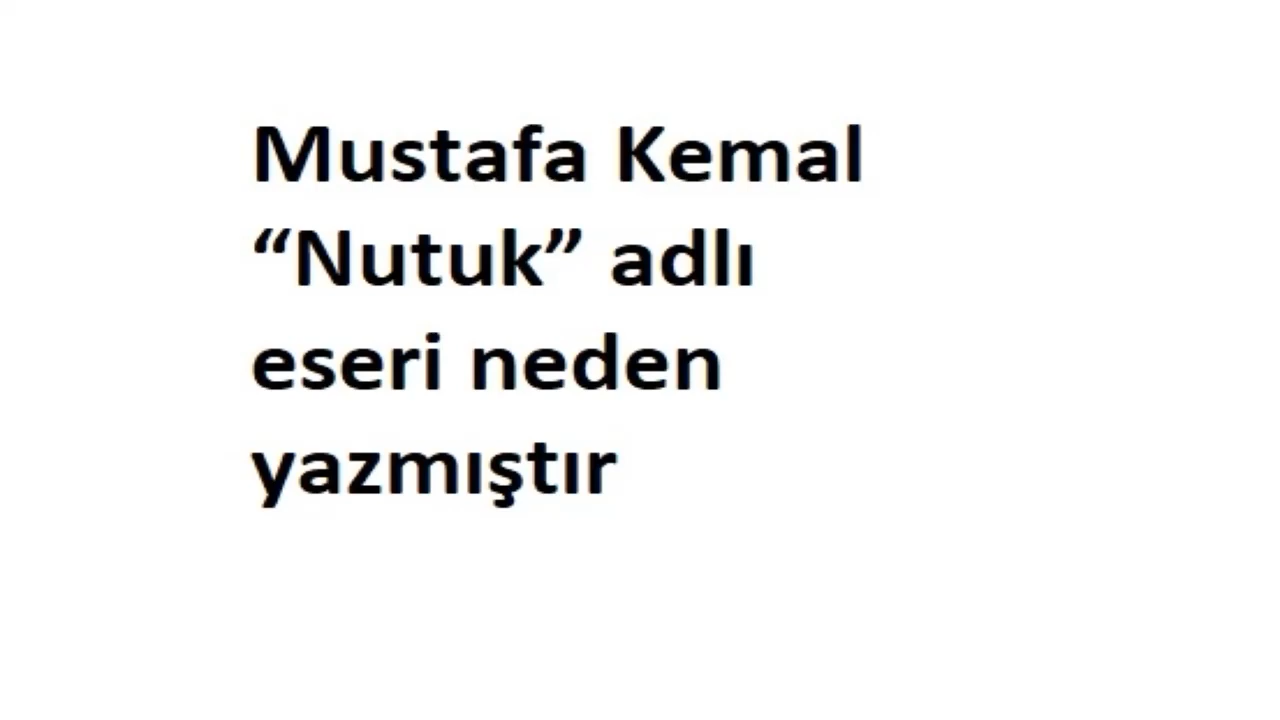 Mustafa Kemal
“Nutuk” adlı
eseri neden
yazmıştır